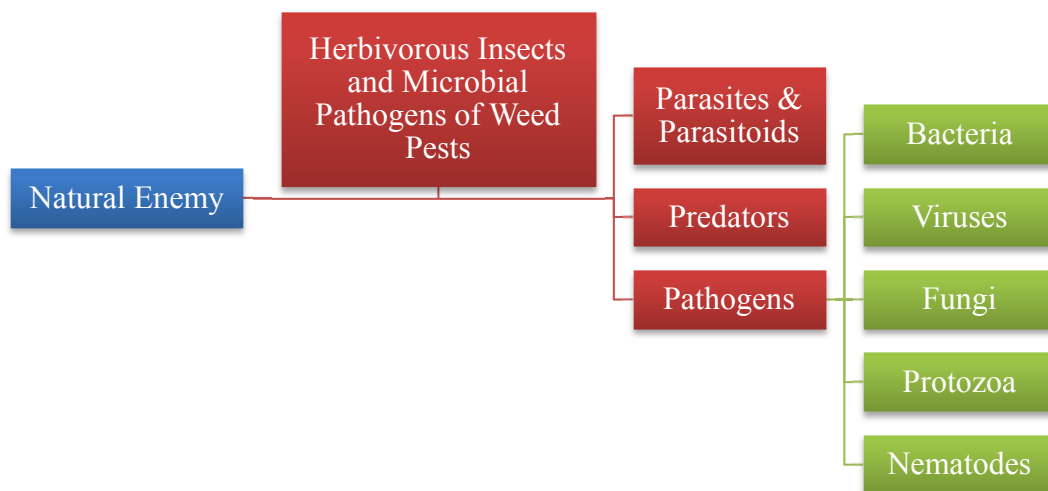 Natural Enemy
Herbivorous Insects
and Microbial
Pathogens of Weed
Pests
Parasites &
Parasitoids
Predators
Pathogens
Bacteria
Viruses
Fungi
Protozoa
Nematodes